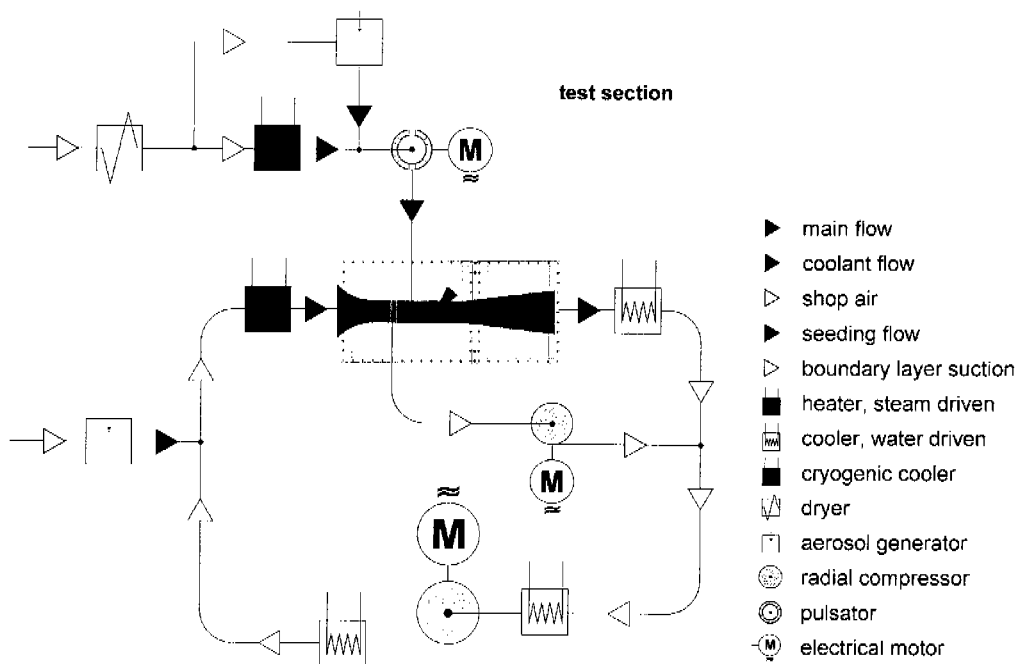 test section
M
main flow
coolant flow
shop air
seeding flow
boundary layer suction
heater, steam driven
cooler, water driven
cryogenic cooler
dryer
aerosol generator
radial compressor
pulsator
M electrical motor
M
M